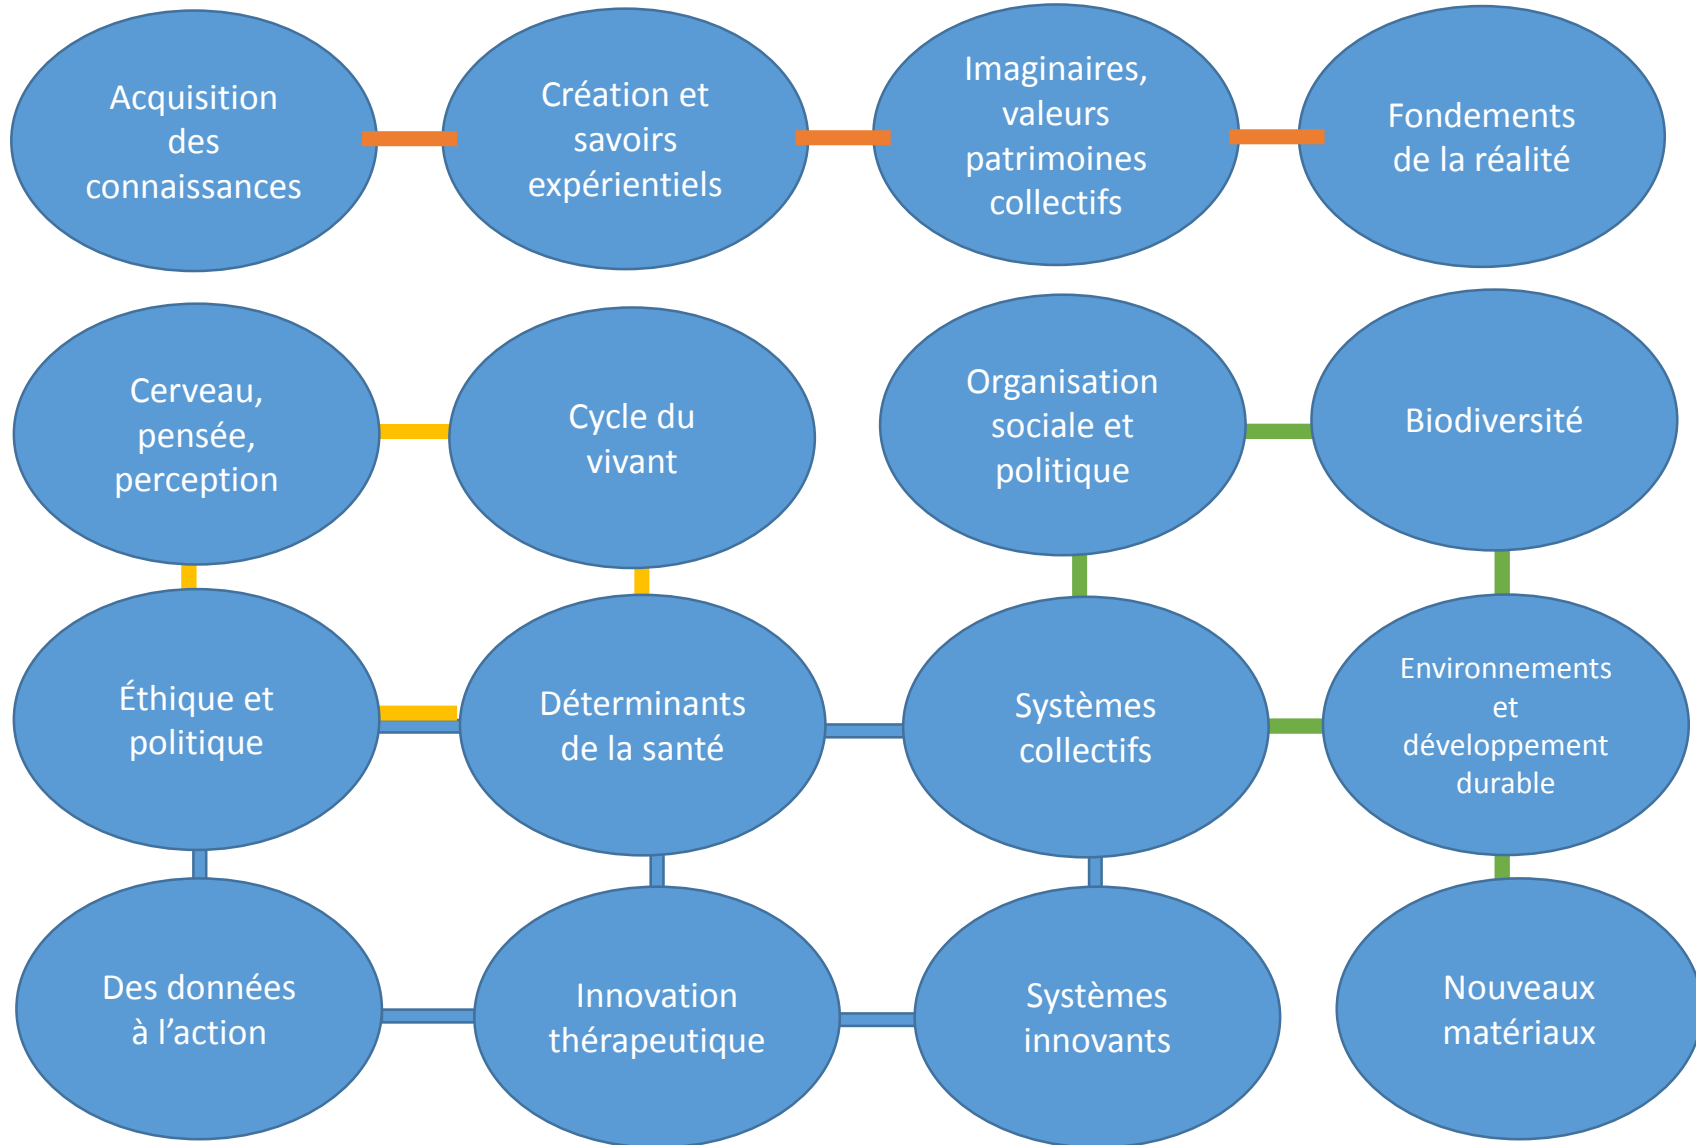 Acquisition
des
connaissances
Création et
savoirs
expérientiels
Imaginaires,
valeurs
patrimoines
collectifs
Fondements
de la réalité
Cerveau,
pensée,
perception
Cycle du
vivant
Organisation
sociale et
politique
Biodiversité
Éthique et
politique
Déterminants
de la santé
Systèmes
collectifs
Environnements
et
développement
durable
Des données
à l’action
Innovation
thérapeutique
Systèmes
innovants
Nouveaux
matériaux